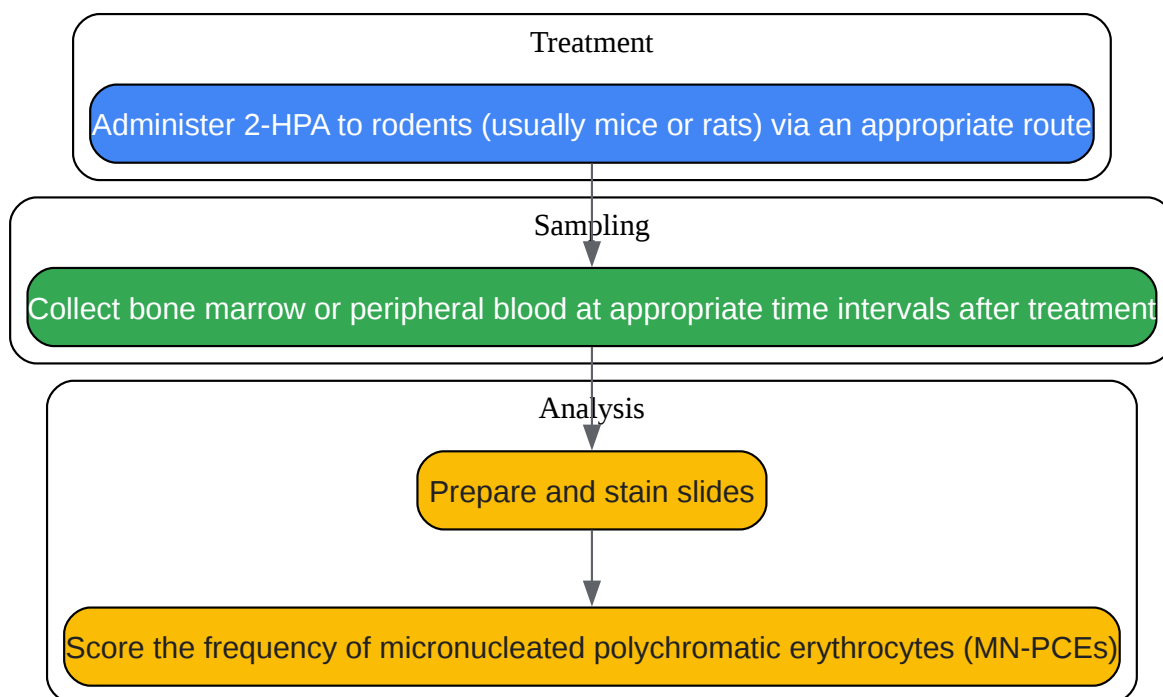 Treatment
Administer 2-HPA to rodents (usually mice or rats) via an appropriate route
Sampling
Collect bone marrow or peripheral blood at appropriate time intervals after treatment
Analysis
Prepare and stain slides
Score the frequency of micronucleated polychromatic erythrocytes (MN-PCEs)